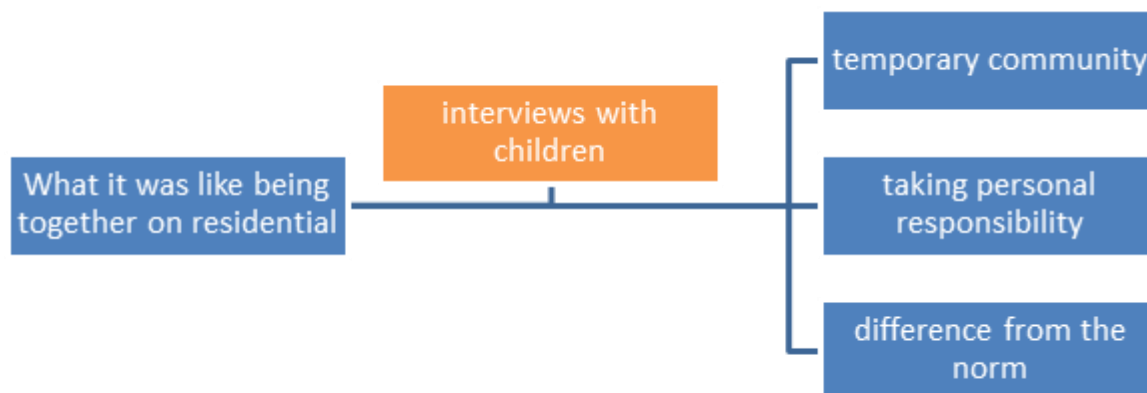 What it was like being
together on residential
interviews with
children
temporary community
taking personal
responsibility
difference from the
norm